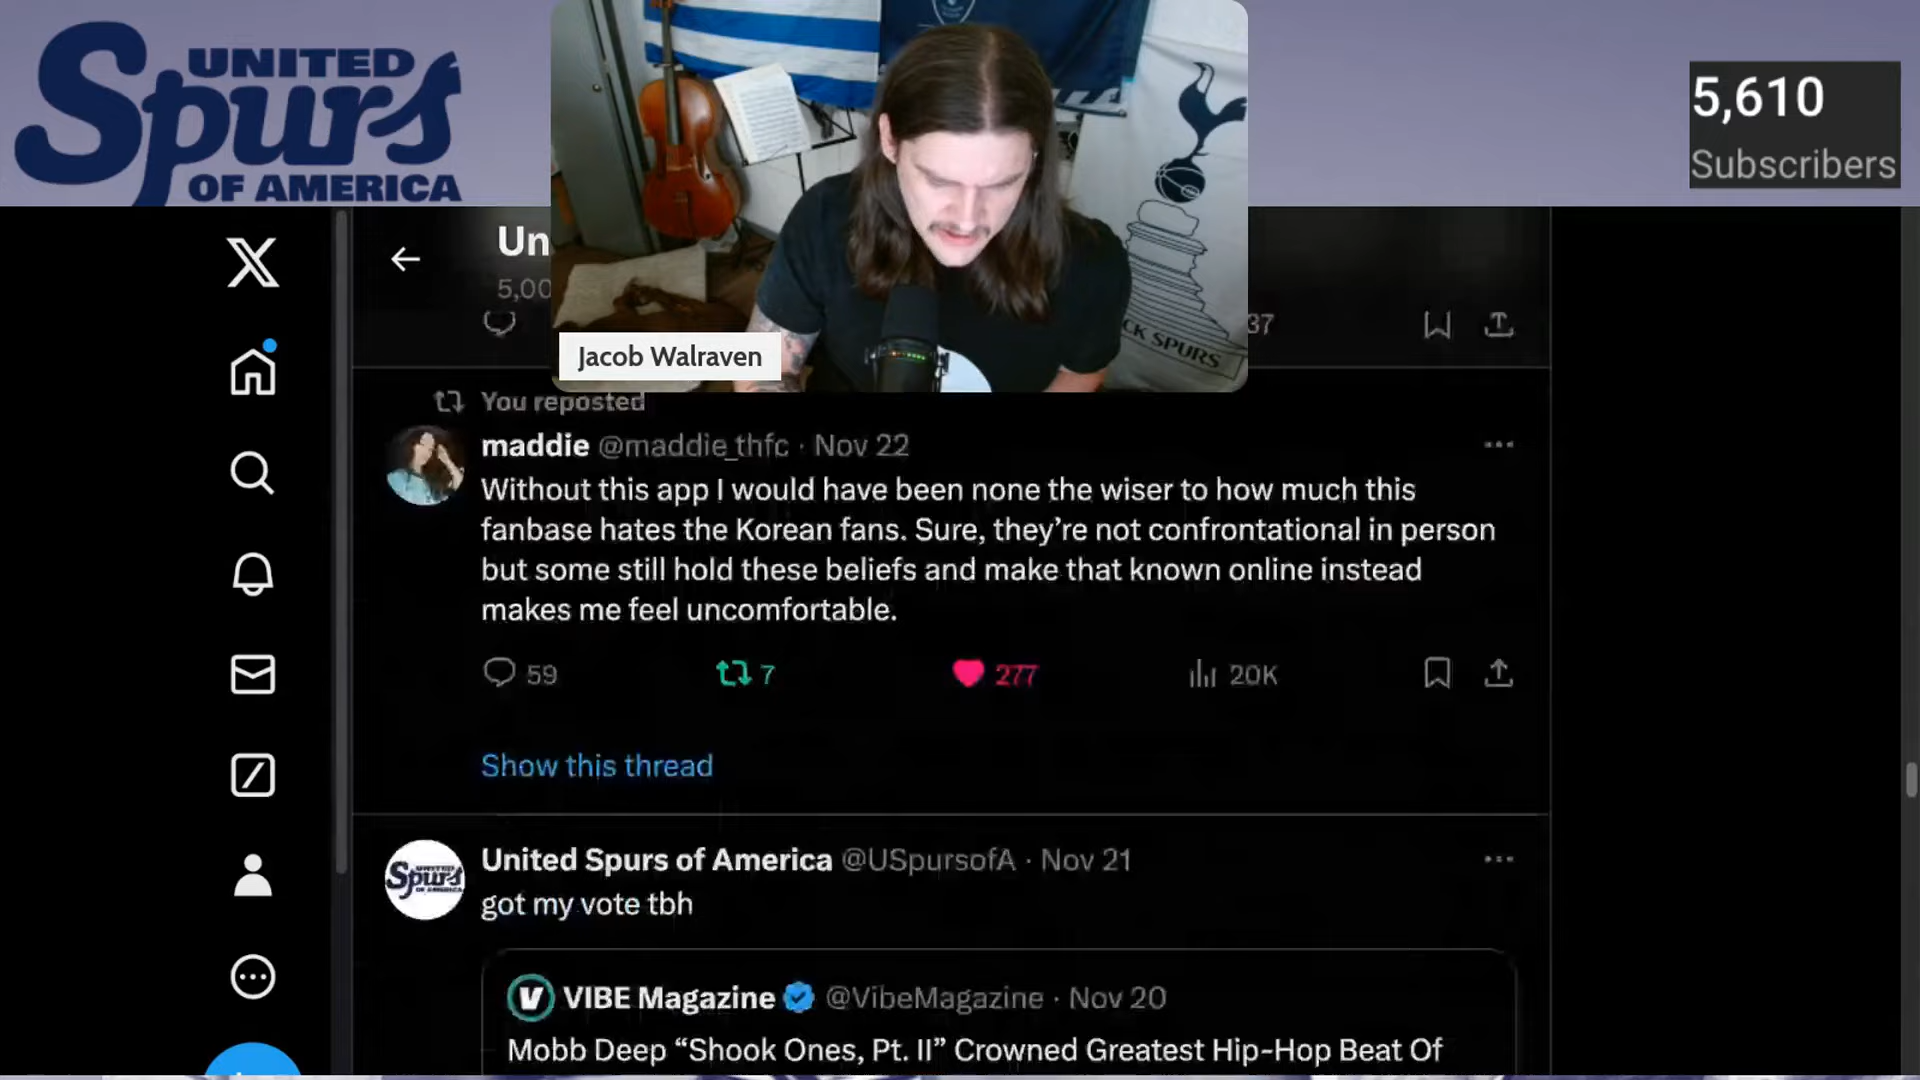 UNITED
Spurs
OF AMERICA
5,610
Subscribers
Jacob Walraven
CK SPURS
Un
5,00
37
You reposted
maddie @maddie_thfc · Nov 22
Without this app I would have been none the wiser to how much this
fanbase hates the Korean fans. Sure, they’re not confrontational in person
but some still hold these beliefs and make that known online instead
makes me feel uncomfortable.
59 7 277 20K
Show this thread
UNITED
Spurs
OF AMERICA
United Spurs of America @USpursofA · Nov 21
got my vote tbh
VIBE Magazine @VibeMagazine · Nov 20
Mobb Deep “Shook Ones, Pt. II” Crowned Greatest Hip-Hop Beat Of